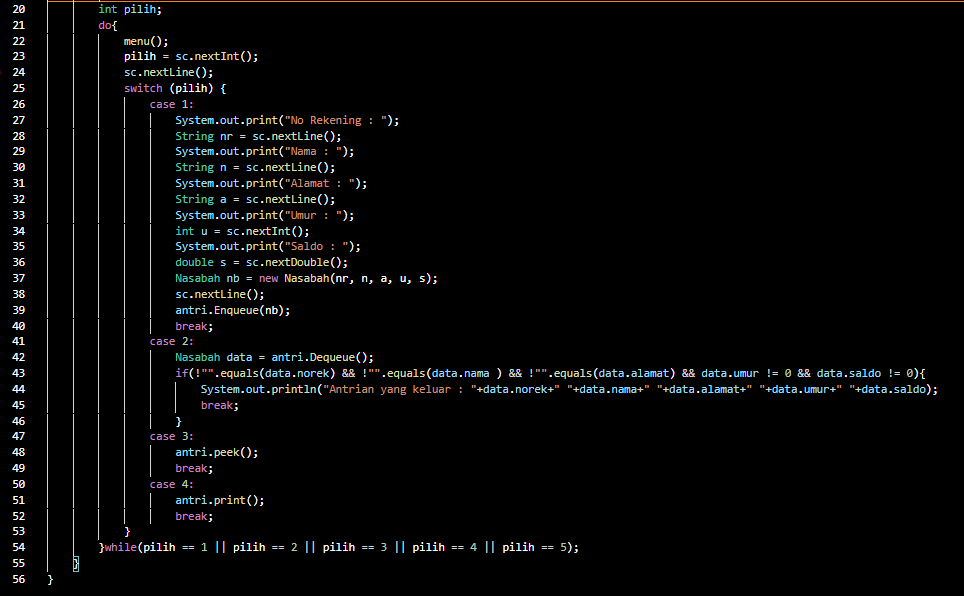 20 int pilih;
21 do{
22 menu();
23 pilih = sc.nextInt();
24 sc.nextLine();
25 switch (pilih) {
26 case 1:
27 System.out.print("No Rekening : ");
28 String nr = sc.nextLine();
29 System.out.print("Nama : ");
30 String n = sc.nextLine();
31 System.out.print("Alamat : ");
32 String a = sc.nextLine();
33 System.out.print("Umur : ");
34 int u = sc.nextInt();
35 System.out.print("Saldo : ");
36 double s = sc.nextDouble();
37 Nasabah nb = new Nasabah(nr, n, a, u, s);
38 sc.nextLine();
39 antri.Enqueue(nb);
40 break;
41 case 2:
42 Nasabah data = antri.Dequeue();
43 if(!"".equals(data.norek) && !"".equals(data.nama ) && !"".equals(data.alamat) && data.umur != 0 && data.saldo != 0){
44 System.out.println("Antrian yang keluar : "+data.norek+" "+data.nama+" "+data.alamat+" "+data.umur+" "+data.saldo);
45 break;
46 }
47 case 3:
48 antri.peek();
49 break;
50 case 4:
51 antri.print();
52 break;
53 }
54 }while(pilih == 1 || pilih == 2 || pilih == 3 || pilih == 4 || pilih == 5);
55 }
56 }